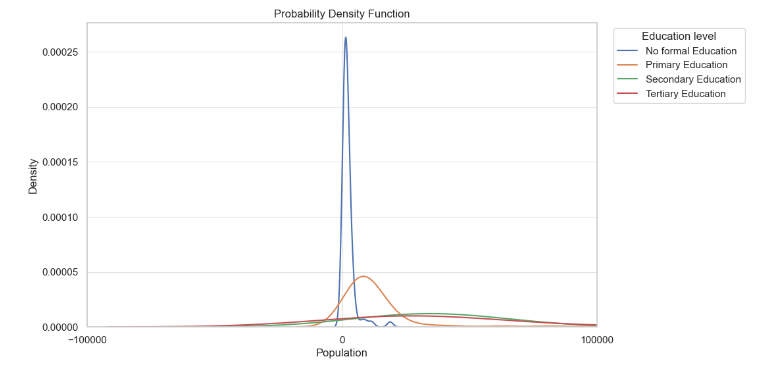 Probability Density Function
Education level
No formal Education
Primary Education
Secondary Education
Tertiary Education
0.00025
0.00020
0.00015
0.00010
0.00005
0.00000
Density
−100000 0 100000
Population